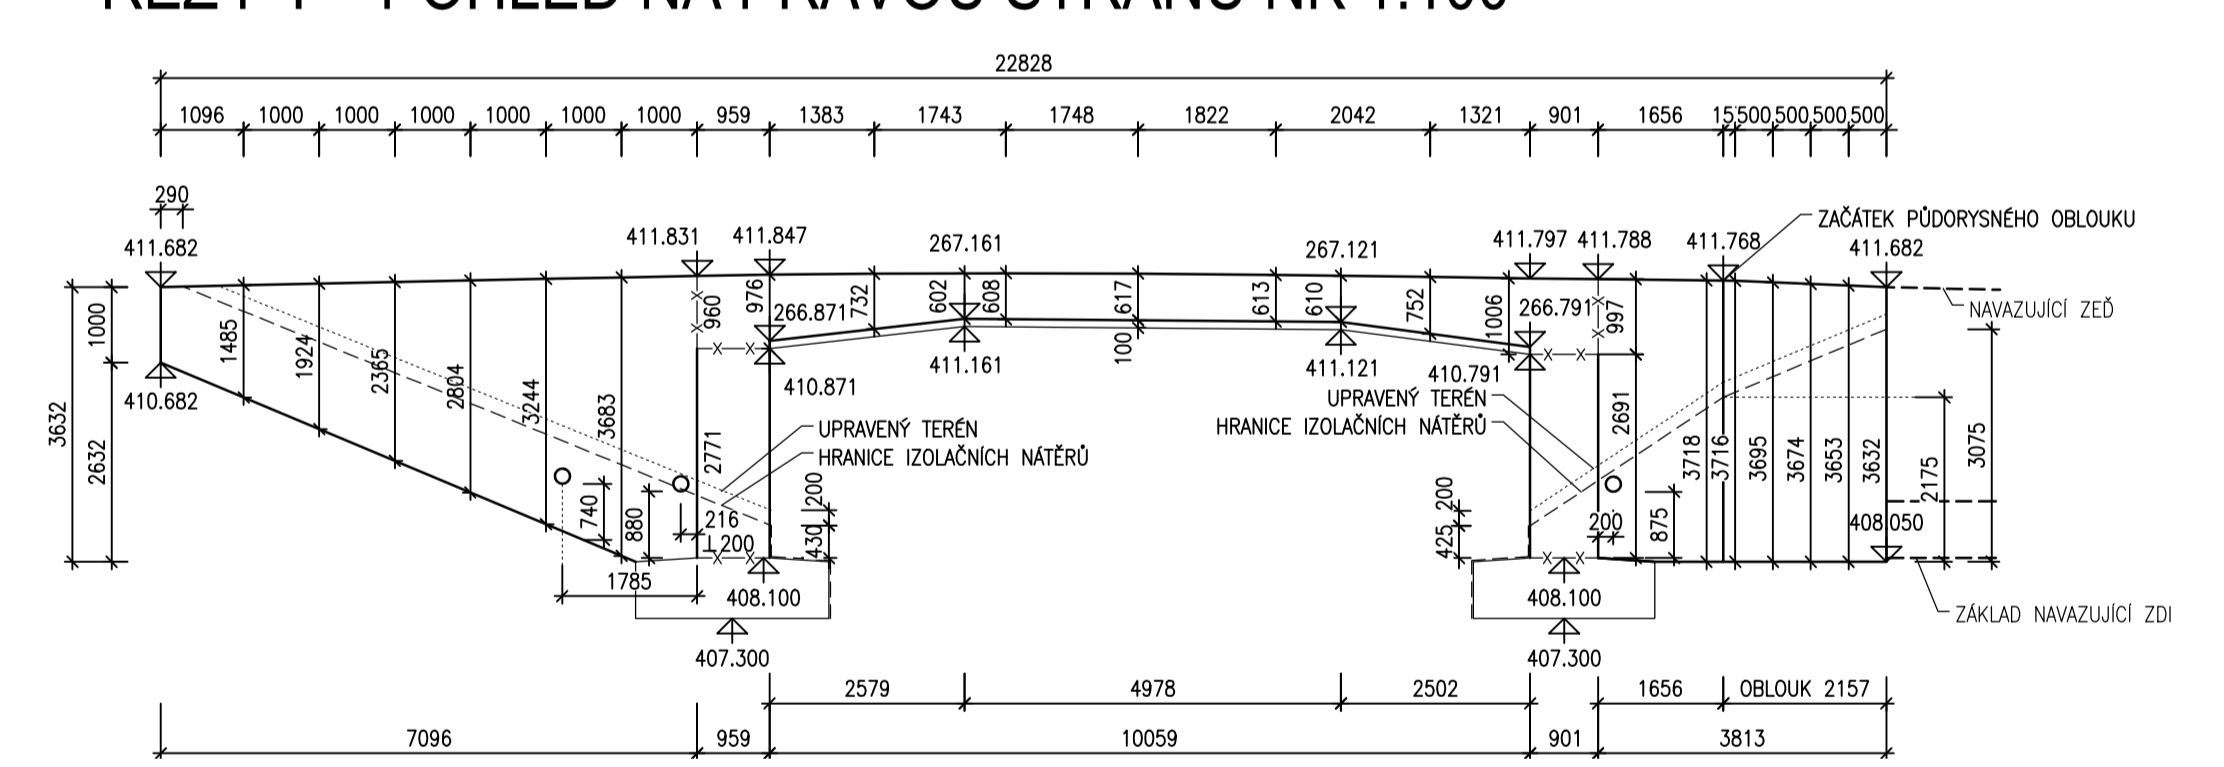 22828
1096 1000 1000 1000 1000 1000 1000 959 1383 1743 1748 1822 2042 1321 901 1656 15 500 500 500 500
290
ZAČÁTEK PŮDORYSNÉHO OBLOUKU
411.682 411.831 411.847 267.161 267.121 411.797 411.788 411.768 411.682
1000 960 976 266.871 732 602 608 617 613 610 752 1006 266.791 997 NAVAZUJÍCÍ ZEĎ
100
410.682 1485 1924 2365 2804 3244 3683 410.871 411.161 411.121 410.791
UPRAVENÝ TERÉN
HRANICE IZOLAČNÍCH NÁTĚRŮ
UPRAVENÝ TERÉN
HRANICE IZOLAČNÍCH NÁTĚRŮ
3632 2632 2771 2691 3718 3716 3695 3674 3653 3632 2175 3075
740 880 216 200 200 430 200 425 200 875 408.050
1785 408.100 408.100 ZÁKLAD NAVAZUJÍCÍ ZDI
407.300 407.300
2579 4978 2502 1656 OBLOUK 2157
7096 959 10059 901 3813